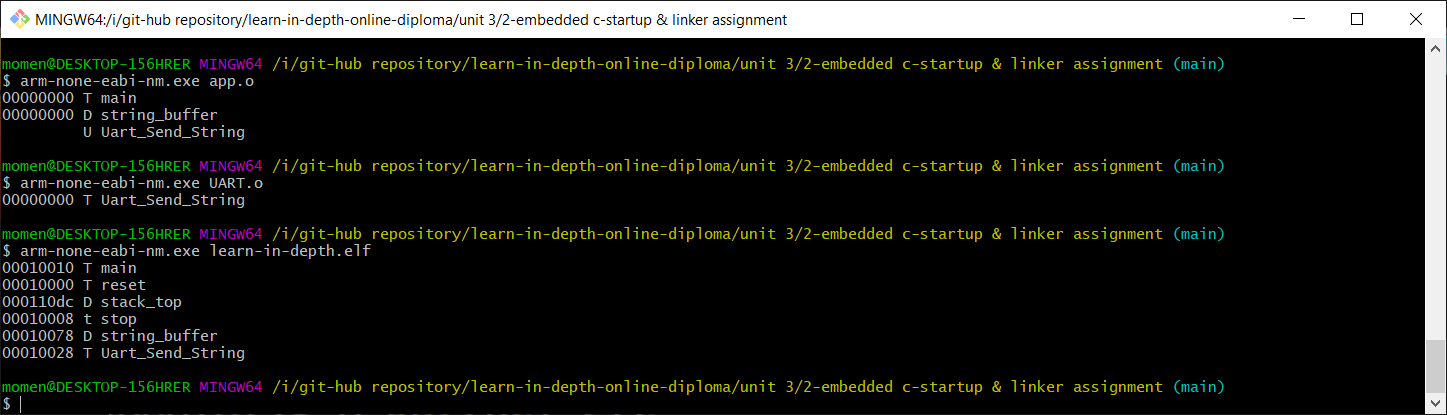 MINGW64:/i/git-hub repository/learn-in-depth-online-diploma/unit 3/2-embedded c-startup & linker assignment
momen@DESKTOP-156HRER MINGW64 /i/git-hub repository/learn-in-depth-online-diploma/unit 3/2-embedded c-startup & linker assignment (main)
$ arm-none-eabi-nm.exe app.o
00000000 T main
00000000 D string_buffer
         U Uart_Send_String
momen@DESKTOP-156HRER MINGW64 /i/git-hub repository/learn-in-depth-online-diploma/unit 3/2-embedded c-startup & linker assignment (main)
$ arm-none-eabi-nm.exe UART.o
00000000 T Uart_Send_String
momen@DESKTOP-156HRER MINGW64 /i/git-hub repository/learn-in-depth-online-diploma/unit 3/2-embedded c-startup & linker assignment (main)
$ arm-none-eabi-nm.exe learn-in-depth.elf
00010010 T main
00010000 T reset
000110dc D stack_top
00010008 t stop
00010078 D string_buffer
00010028 T Uart_Send_String
momen@DESKTOP-156HRER MINGW64 /i/git-hub repository/learn-in-depth-online-diploma/unit 3/2-embedded c-startup & linker assignment (main)
$